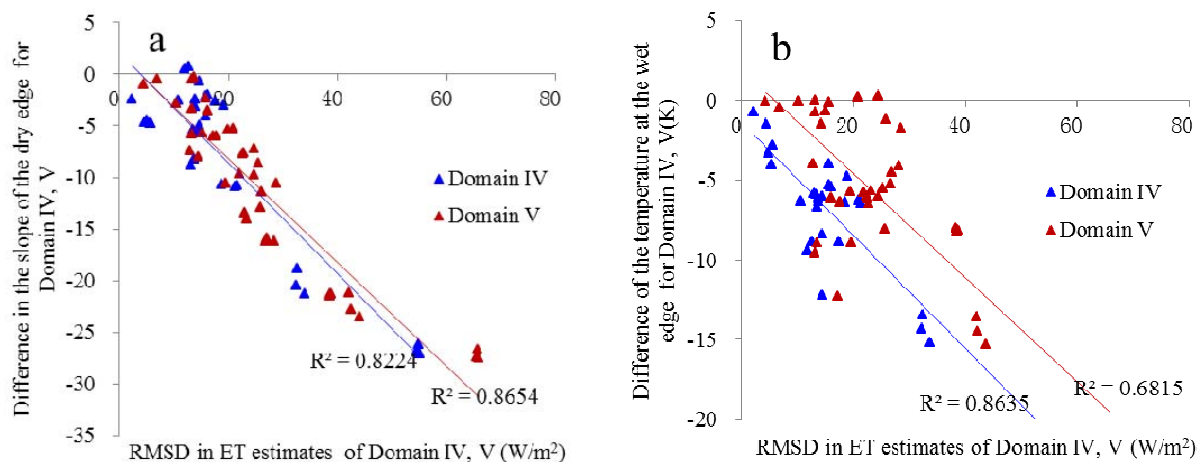 a
Difference in the slope of the dry edge for
Domain IV, V
5
0
-5
-10
-15
-20
-25
-30
-35
20
40
60
80
Domain IV
Domain V
R² = 0.8224
R² = 0.8654
RMSD in ET estimates of Domain IV, V (W/m²)
b
Difference of the temperature at the wet
edge for Domain IV, V(K)
5
0
-5
-10
-15
-20
0
20
40
60
80
Domain IV
Domain V
R² = 0.8635
R² = 0.6815
RMSD in ET estimates of Domain IV, V (W/m²)